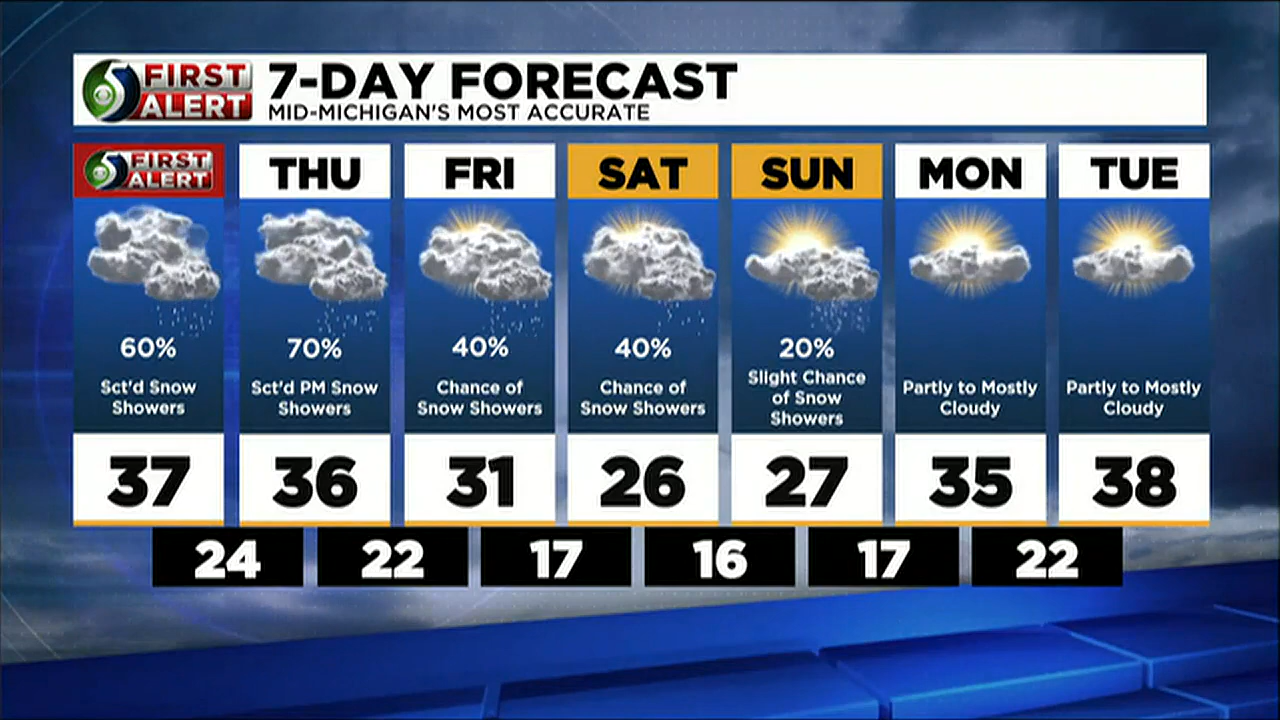 5 FIRST ALERT
7-DAY FORECAST
MID-MICHIGAN'S MOST ACCURATE
5 FIRST ALERT
THU
FRI
SAT
SUN
MON
TUE
60%
70%
40%
40%
20%
Sct'd Snow
Showers
Sct'd PM Snow
Showers
Chance of
Snow Showers
Chance of
Snow Showers
Slight Chance
of Snow
Showers
Partly to Mostly
Cloudy
Partly to Mostly
Cloudy
37
36
31
26
27
35
38
24
22
17
16
17
22